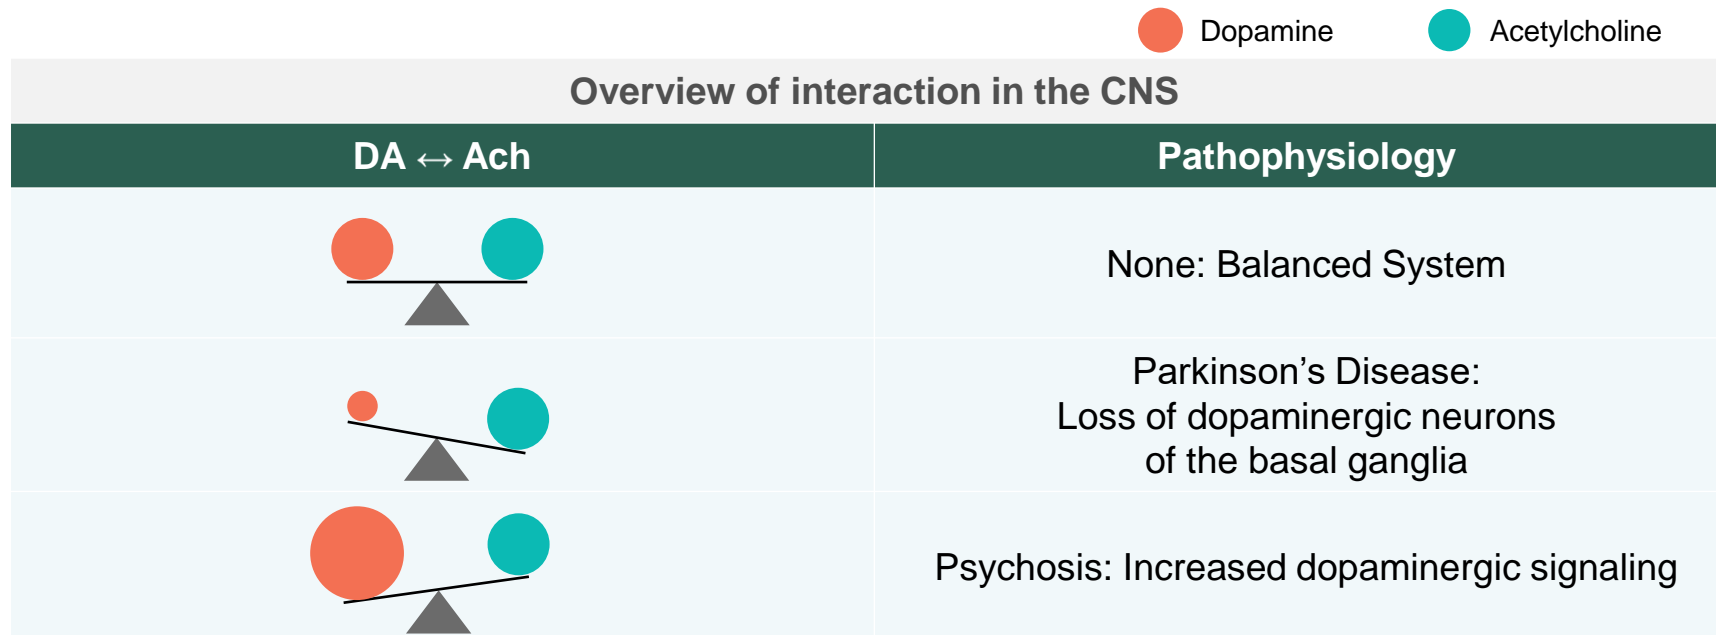 Dopamine
Acetylcholine
Overview of interaction in the CNS
DA ↔ Ach
Pathophysiology
None: Balanced System
Parkinson’s Disease:
Loss of dopaminergic neurons
of the basal ganglia
Psychosis: Increased dopaminergic signaling